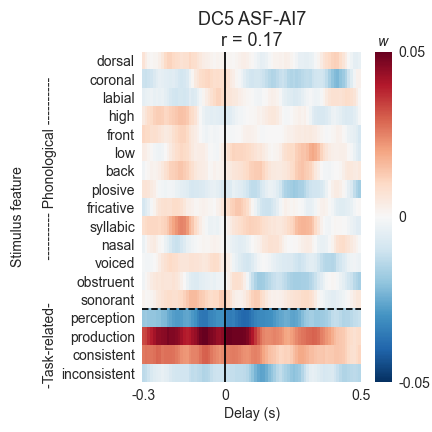 DC5 ASF-AI7
r = 0.17
w
dorsal
coronal
labial
high
front
low
back
plosive
fricative
syllabic
nasal
voiced
obstruent
sonorant
perception
production
consistent
inconsistent
Stimulus feature
---------- Phonological ----------
-Task-related-
0.05
0
-0.05
-0.3
0
0.5
Delay (s)